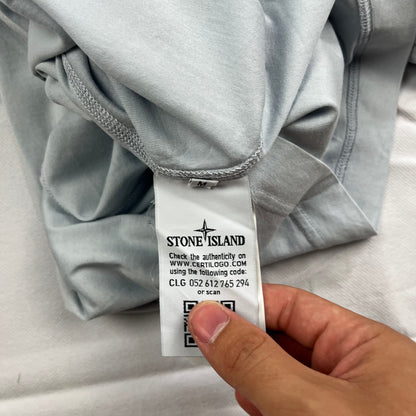 M
STONE ISLAND
Check the authenticity on
www.CERTILOGO.COM
using the following code:
CLG 052 612 765 294
or scan